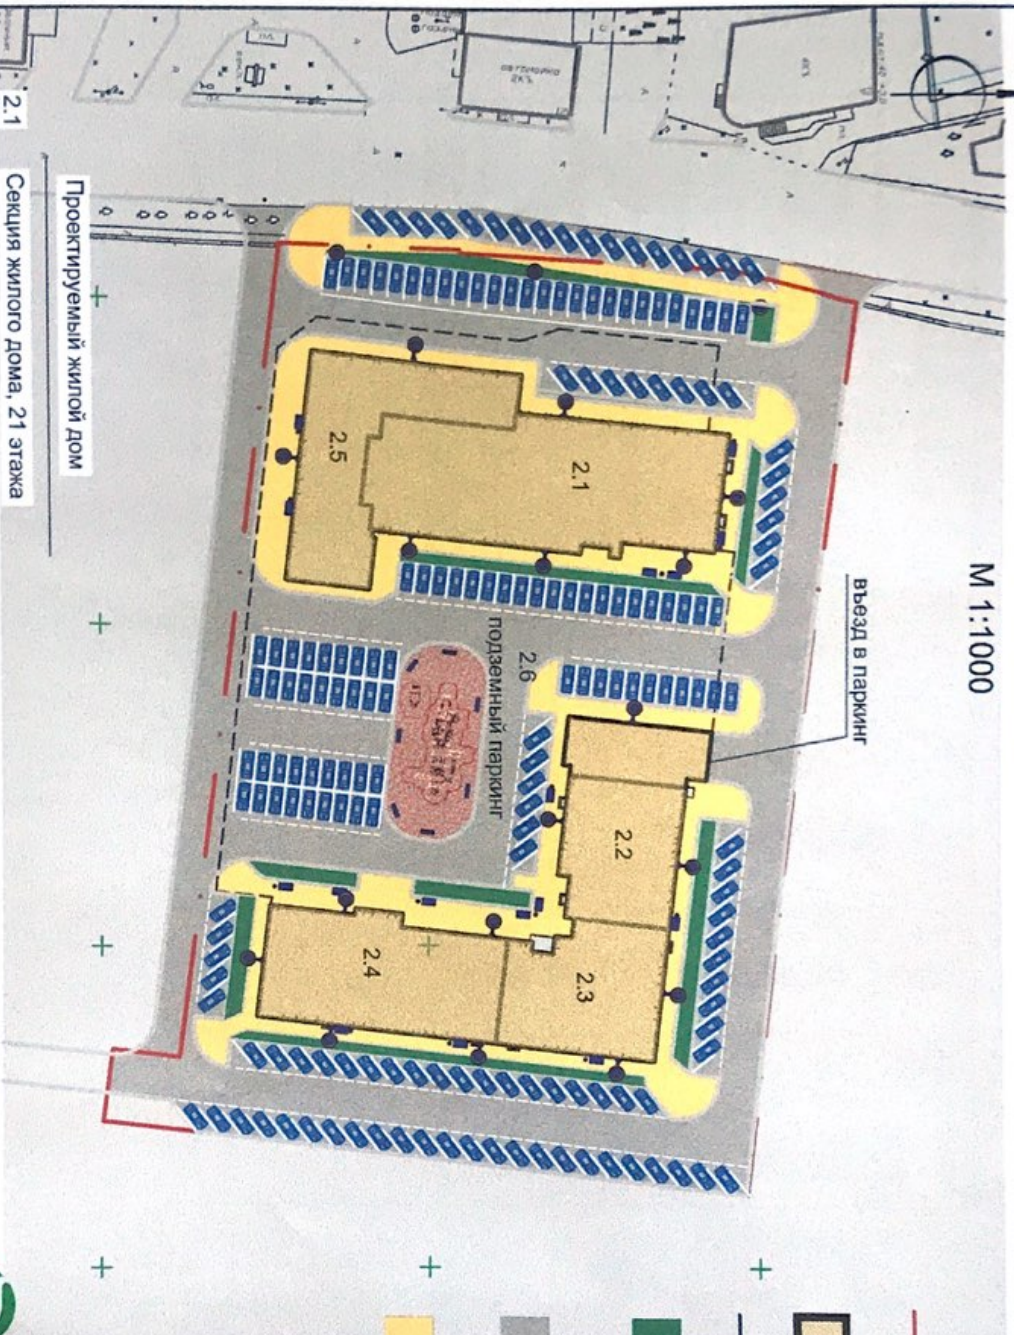 М 1:1000
въезд в паркинг
2.1
2.5
2.6
подземный паркинг
2.2
2.3
2.4
Проектируемый жилой дом
2.1 Секция жилого дома, 21 этажа